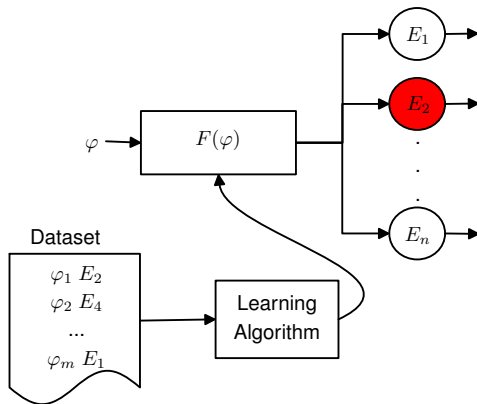 E₁
E₂
φ F(φ)
.
.
.
Eₙ
Dataset
φ₁ E₂
φ₂ E₄
...
φₘ E₁
Learning
Algorithm